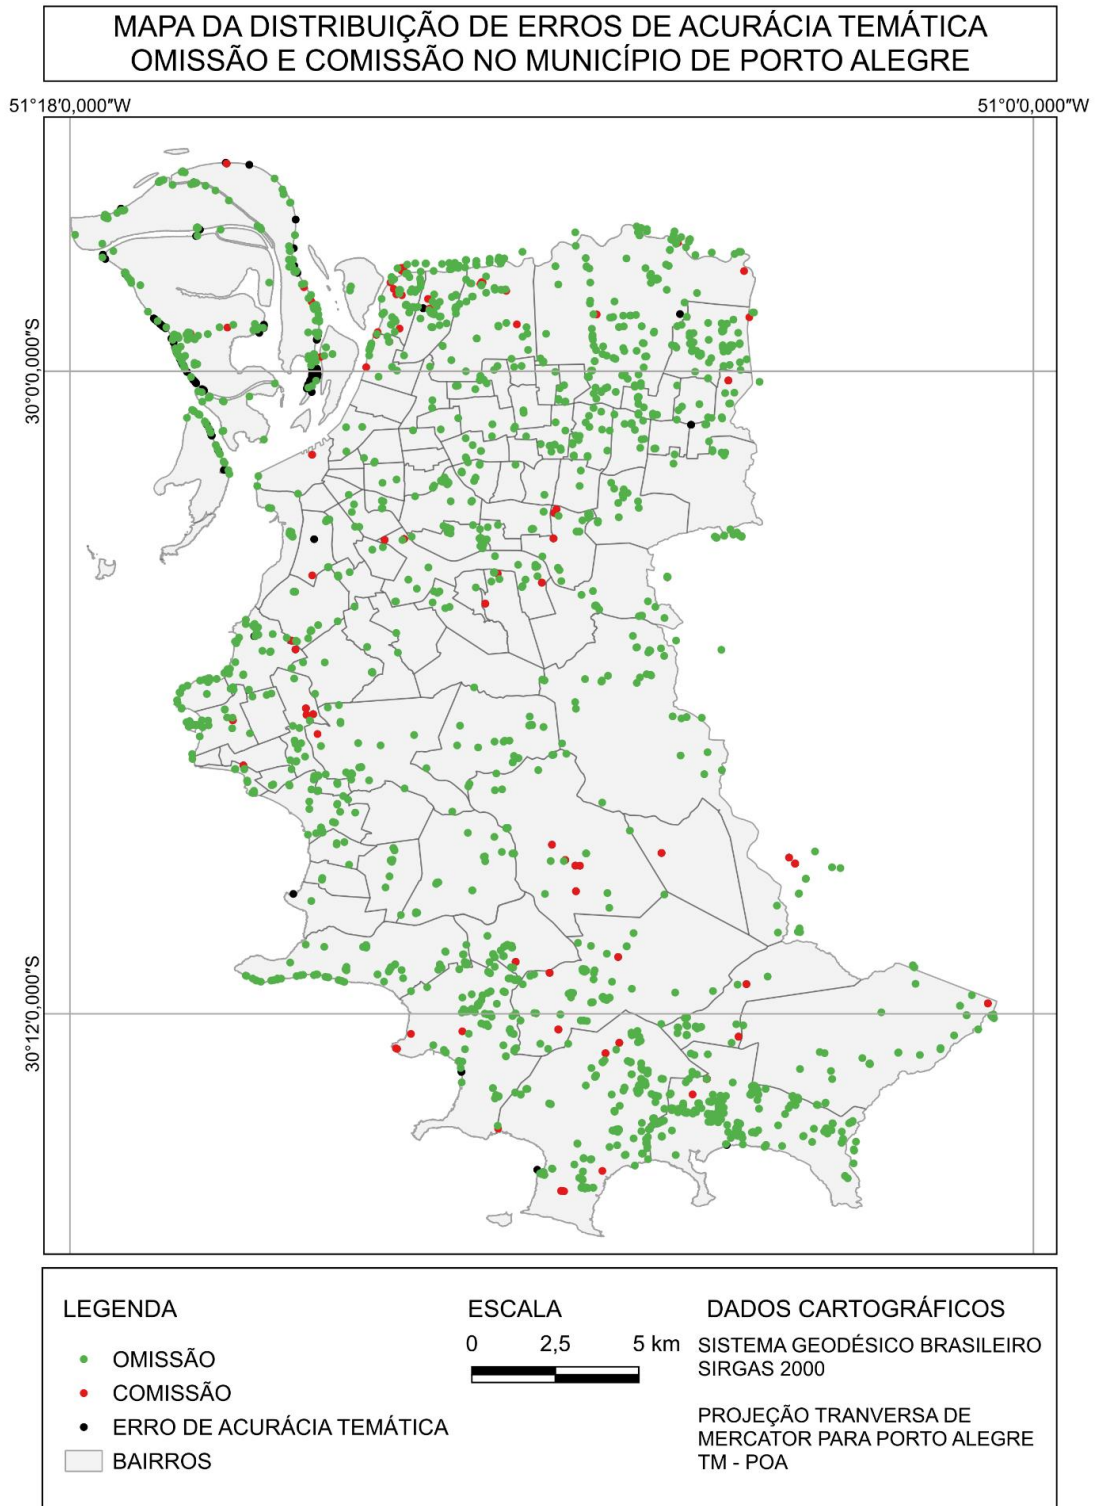 MAPA DA DISTRIBUIÇÃO DE ERROS DE ACURÁCIA TEMÁTICA
OMISSÃO E COMISSÃO NO MUNICÍPIO DE PORTO ALEGRE
51°18'0,000"W
51°0'0,000"W
30°0'0,000"S
30°12'0,000"S
LEGENDA
OMISSÃO
COMISSÃO
ERRO DE ACURÁCIA TEMÁTICA
BAIRROS
ESCALA
0 2,5 5 km
DADOS CARTOGRÁFICOS
SISTEMA GEODÉSICO BRASILEIRO
SIRGAS 2000
PROJEÇÃO TRANVERSA DE
MERCATOR PARA PORTO ALEGRE
TM - POA